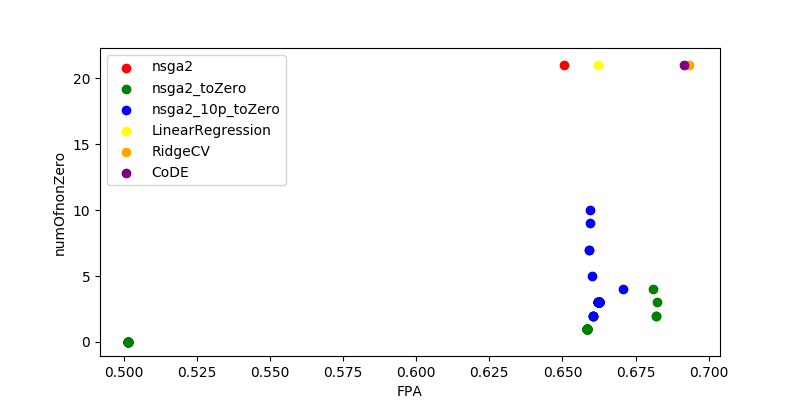 nsga2
nsga2_toZero
nsga2_10p_toZero
LinearRegression
RidgeCV
CoDE
numOfnonZero
20
15
10
5
0
0.500 0.525 0.550 0.575 0.600 0.625 0.650 0.675 0.700
FPA